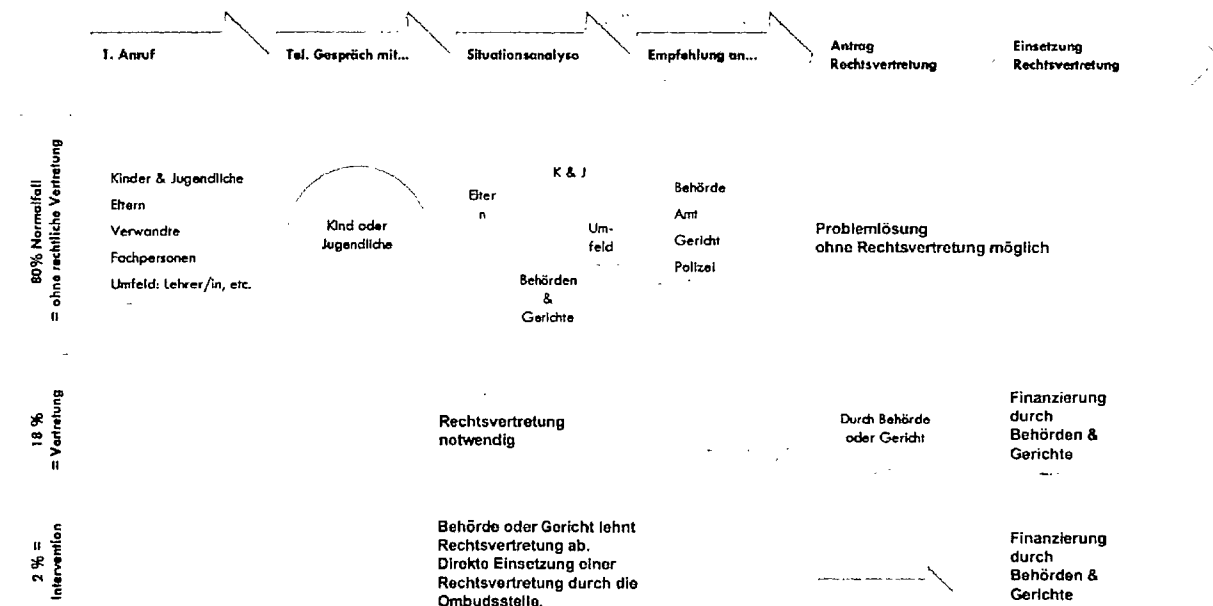 1. Anruf
Tel. Gespräch mit...
Situationsanalyse
Empfehlung an...
Antrag
Rechtsvertretung
Einsetzung
Rechtsvertretung
80% Normalfall
= ohne rechtliche Vertretung
Kinder & Jugendliche
Eltern
Verwandte
Fachpersonen
Umfeld: Lehrer/in, etc.
Kind oder
Jugendliche
K & J
Elter
n
Um-
feld
Behörden
&
Gerichte
Behörde
Amt
Gericht
Polizei
Problemlösung
ohne Rechtsvertretung möglich
18 %
= Vertretung
Rechtsvertretung
notwendig
Durch Behörde
oder Gericht
Finanzierung
durch
Behörden &
Gerichte
2 % =
Intervention
Behörde oder Gericht lehnt
Rechtsvertretung ab.
Direkte Einsetzung einer
Rechtsvertretung durch die
Ombudsstelle.
Finanzierung
durch
Behörden &
Gerichte